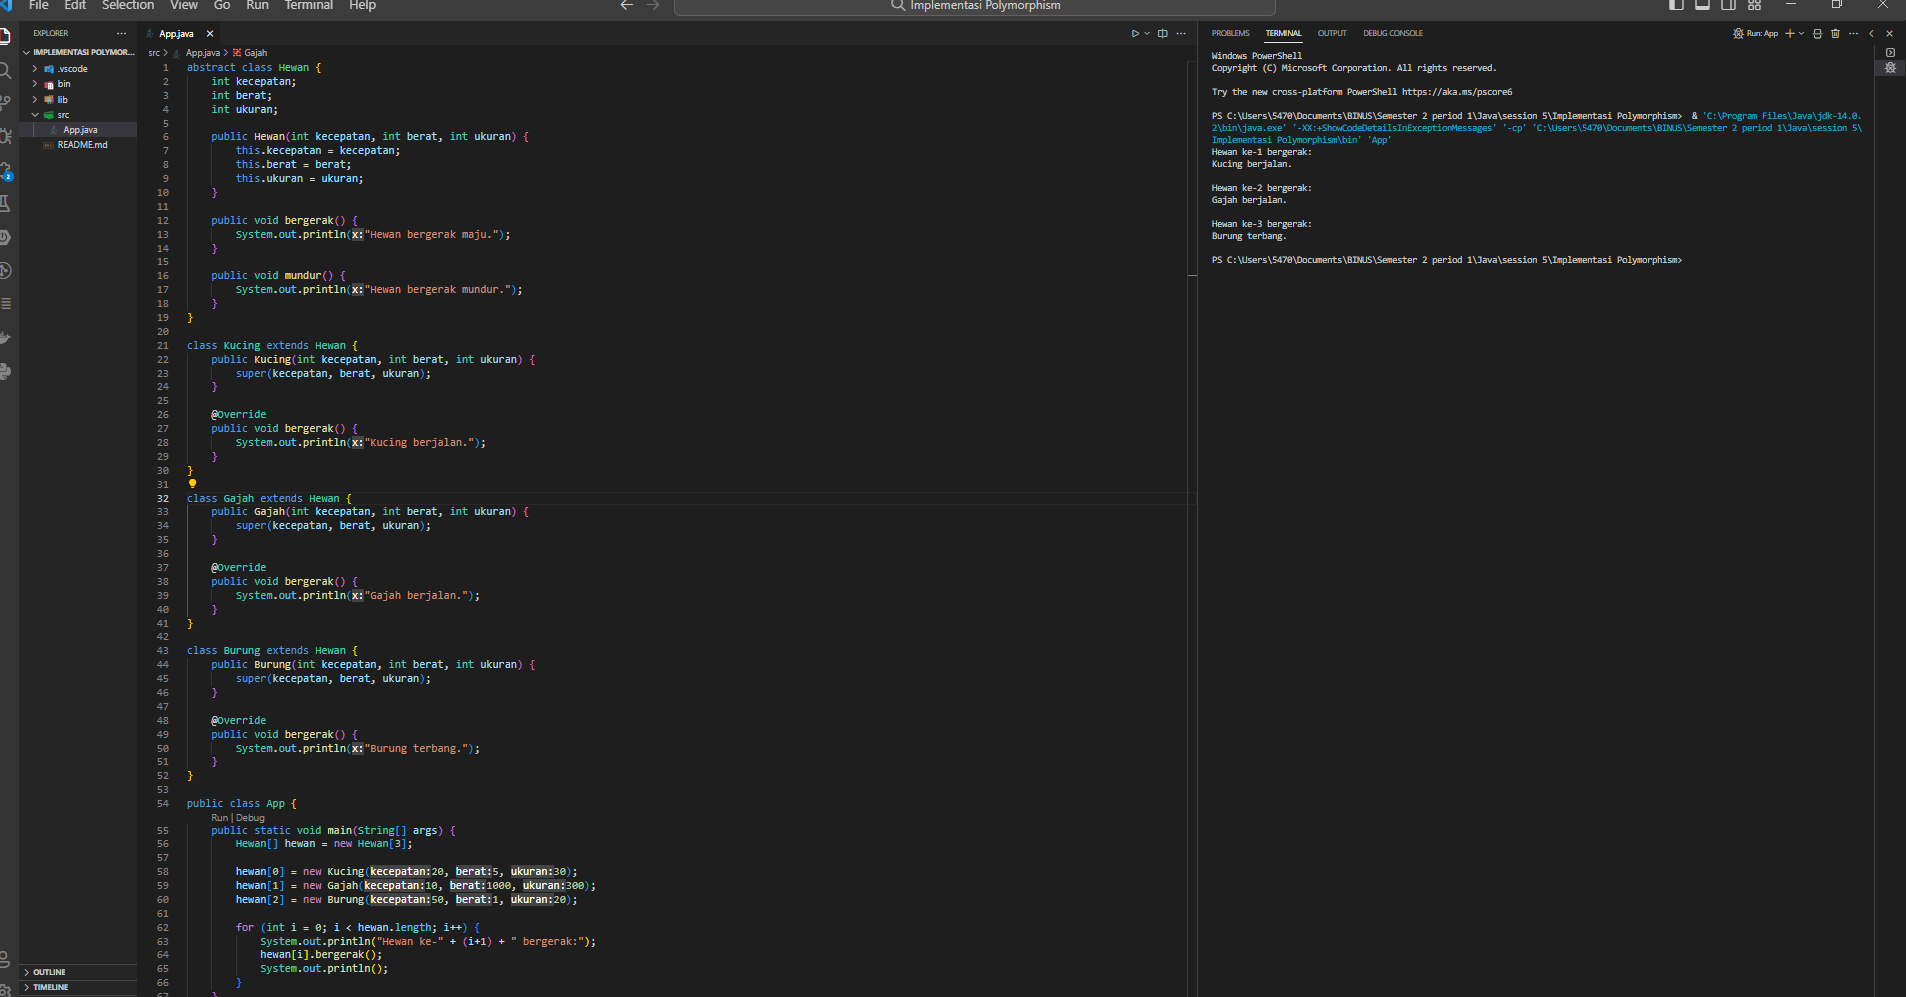 File Edit Selection View Go Run Terminal Help
Implementasi Polymorphism
EXPLORER
IMPLEMENTASI POLYMOR...
.vscode
bin
lib
src
App.java
README.md
2
OUTLINE
TIMELINE
App.java
src > App.java > Gajah
1 abstract class Hewan {
2 int kecepatan;
3 int berat;
4 int ukuran;
5
6 public Hewan(int kecepatan, int berat, int ukuran) {
7 this.kecepatan = kecepatan;
8 this.berat = berat;
9 this.ukuran = ukuran;
10 }
11
12 public void bergerak() {
13 System.out.println(x:"Hewan bergerak maju.");
14 }
15
16 public void mundur() {
17 System.out.println(x:"Hewan bergerak mundur.");
18 }
19 }
20
21 class Kucing extends Hewan {
22 public Kucing(int kecepatan, int berat, int ukuran) {
23 super(kecepatan, berat, ukuran);
24 }
25
26 @Override
27 public void bergerak() {
28 System.out.println(x:"Kucing berjalan.");
29 }
30 }
31
32 class Gajah extends Hewan {
33 public Gajah(int kecepatan, int berat, int ukuran) {
34 super(kecepatan, berat, ukuran);
35 }
36
37 @Override
38 public void bergerak() {
39 System.out.println(x:"Gajah berjalan.");
40 }
41 }
42
43 class Burung extends Hewan {
44 public Burung(int kecepatan, int berat, int ukuran) {
45 super(kecepatan, berat, ukuran);
46 }
47
48 @Override
49 public void bergerak() {
50 System.out.println(x:"Burung terbang.");
51 }
52 }
53
54 public class App {
Run | Debug
55 public static void main(String[] args) {
56 Hewan[] hewan = new Hewan[3];
57
58 hewan[0] = new Kucing(kecepatan:20, berat:5, ukuran:30);
59 hewan[1] = new Gajah(kecepatan:10, berat:1000, ukuran:300);
60 hewan[2] = new Burung(kecepatan:50, berat:1, ukuran:20);
61
62 for (int i = 0; i < hewan.length; i++) {
63 System.out.println("Hewan ke-" + (i+1) + " bergerak:");
64 hewan[i].bergerak();
65 System.out.println();
66 }
67 }
PROBLEMS TERMINAL OUTPUT DEBUG CONSOLE
Run: App
Windows PowerShell
Copyright (C) Microsoft Corporation. All rights reserved.
Try the new cross-platform PowerShell https://aka.ms/pscore6
PS C:\Users\5470\Documents\BINUS\Semester 2 period 1\Java\session 5\Implementasi Polymorphism> & 'C:\Program Files\Java\jdk-14.0.
2\bin\java.exe' '-XX:+ShowCodeDetailsInExceptionMessages' '-cp' 'C:\Users\5470\Documents\BINUS\Semester 2 period 1\Java\session 5\
Implementasi Polymorphism\bin' 'App'
Hewan ke-1 bergerak:
Kucing berjalan.
Hewan ke-2 bergerak:
Gajah berjalan.
Hewan ke-3 bergerak:
Burung terbang.
PS C:\Users\5470\Documents\BINUS\Semester 2 period 1\Java\session 5\Implementasi Polymorphism>